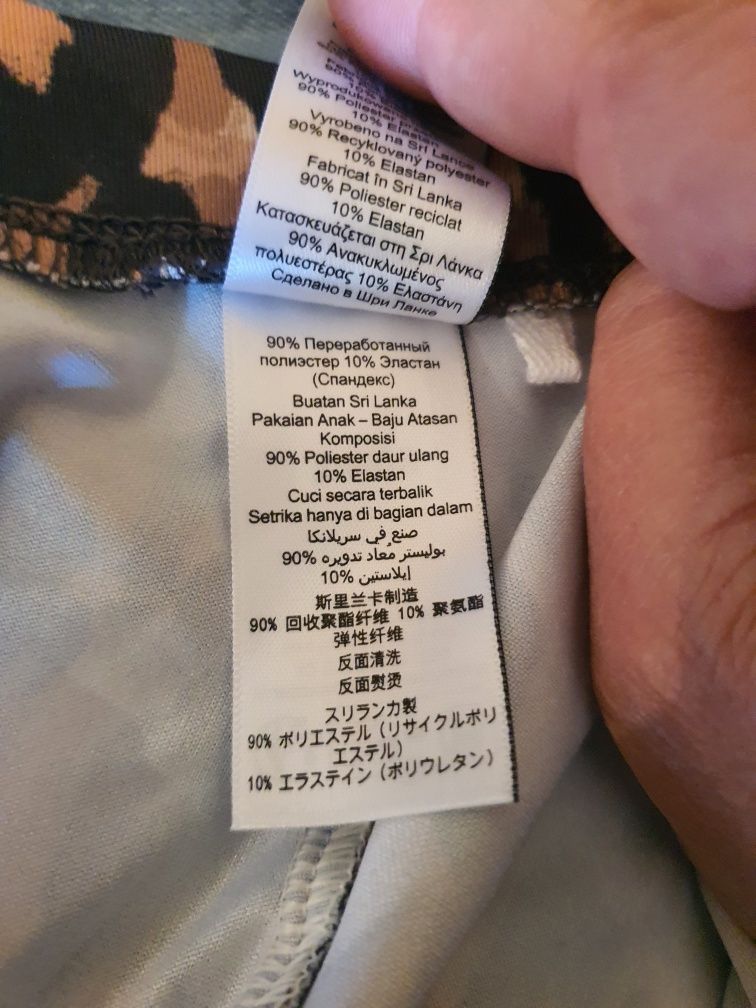 Wyprodukowano
90% Poliester
10% Elastan
Vyrobeno na Srí Lance
90% Recyklovaný polyester
10% Elastan
Fabricat în Sri Lanka
90% Poliester reciclat
10% Elastan
Κατασκευάζεται στη Σρι Λάνκα
90% Ανακυκλωμένος
πολυεστέρας 10% Ελαστάνη
Сделано в Шри Ланке
90% Переработанный
полиэстер 10% Эластан
(Спандекс)
Buatan Sri Lanka
Pakaian Anak – Baju Atasan
Komposisi
90% Poliester daur ulang
10% Elastan
Cuci secara terbalik
Setrika hanya di bagian dalam
صنع في سريلانكا
90% بوليستر مُعاد تدويره
10% إيلاستين
斯里兰卡制造
90% 回收聚酯纤维 10% 聚氨酯
弹性纤维
反面清洗
反面熨烫
スリランカ製
90% ポリエステル（リサイクルポリ
エステル）
10% エラステイン（ポリウレタン）